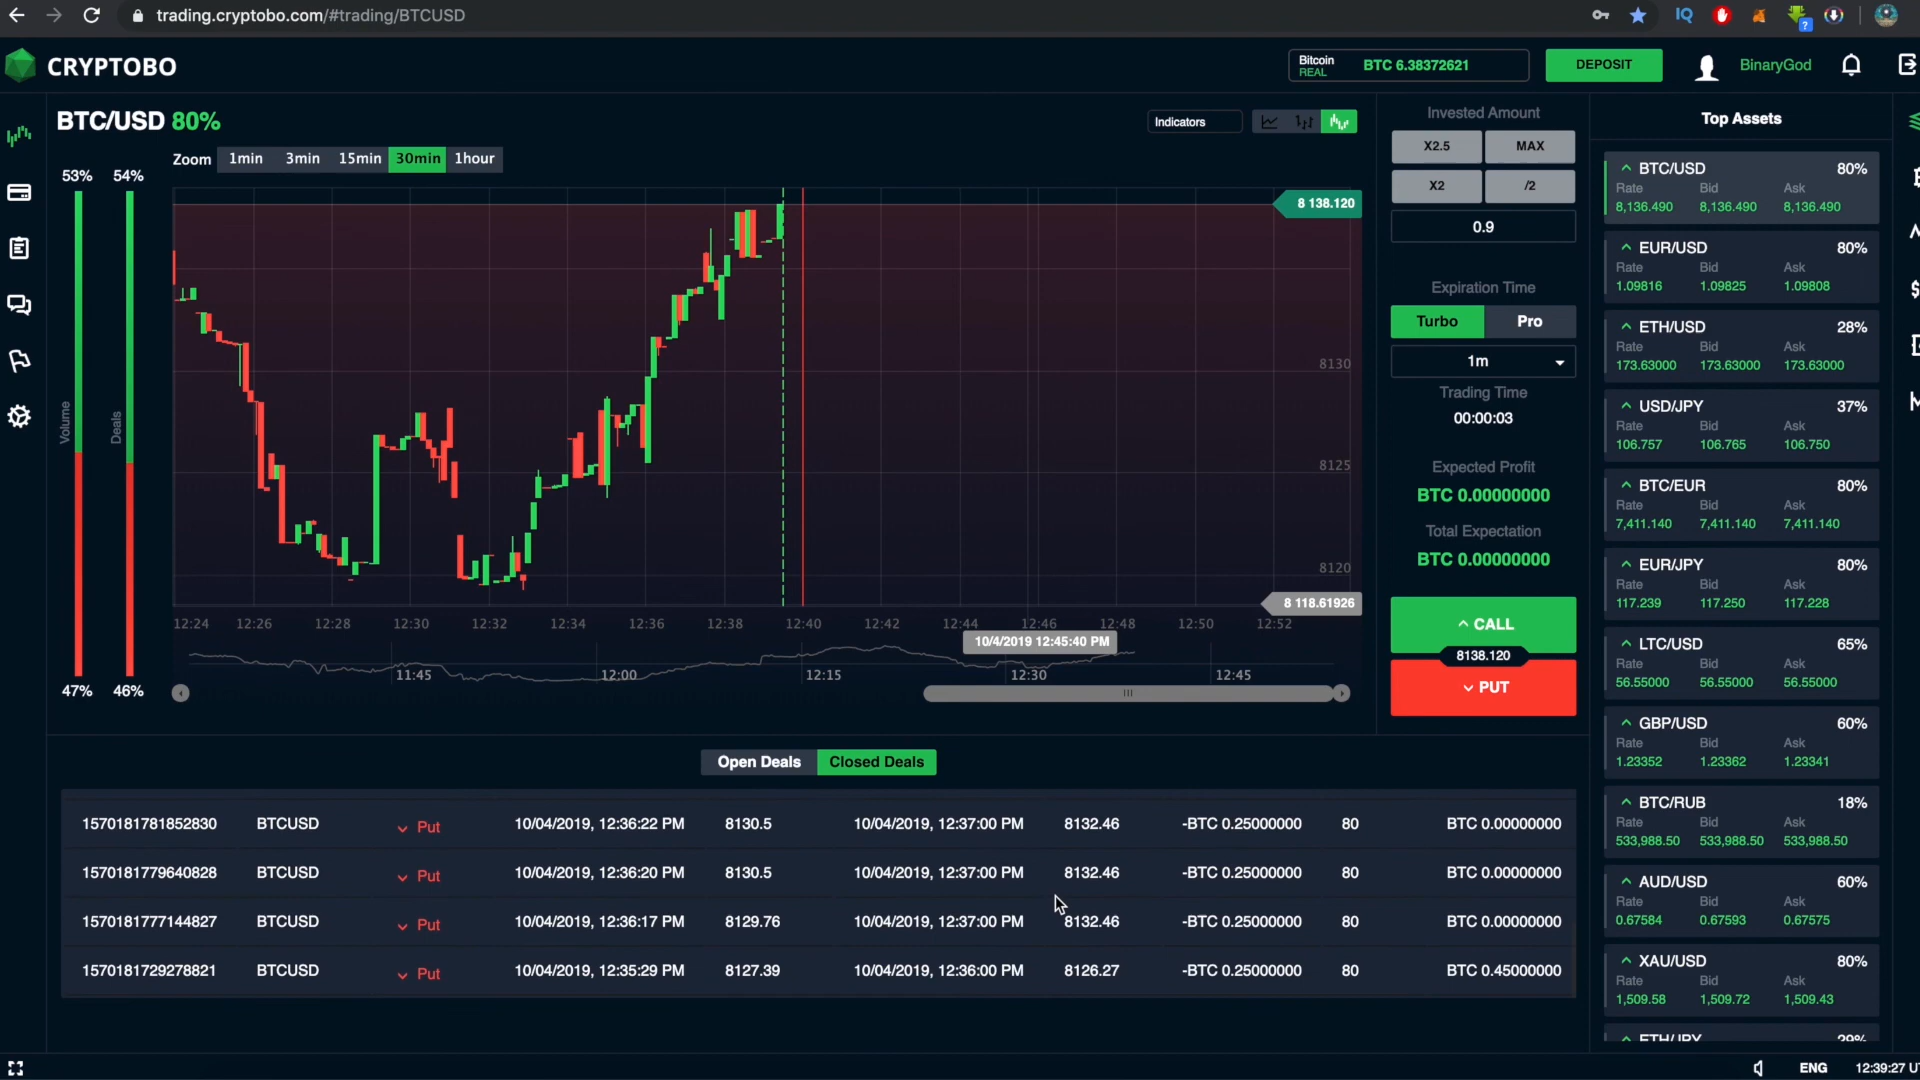 trading.cryptobo.com/#trading/BTCUSD
IQ
?
CRYPTOBO
Bitcoin
REAL
BTC 6.38372621
DEPOSIT
BinaryGod
BTC/USD 80%
Indicators
Zoom 1min 3min 15min 30min 1hour
53% 54%
Volume
Deals
47% 46%
8 138.120
8130
8125
8120
8 118.61926
12:24 12:26 12:28 12:30 12:32 12:34 12:36 12:38 12:40 12:42 12:44 12:46 12:48 12:50 12:52
10/4/2019 12:45:40 PM
11:45 12:00 12:15 12:30 12:45
Invested Amount
X2.5 MAX
X2 /2
0.9
Expiration Time
Turbo Pro
1m
Trading Time
00:00:03
Expected Profit
BTC 0.00000000
Total Expectation
BTC 0.00000000
CALL
8138.120
PUT
Open Deals Closed Deals
1570181781852830 BTCUSD Put 10/04/2019, 12:36:22 PM 8130.5 10/04/2019, 12:37:00 PM 8132.46 -BTC 0.25000000 80 BTC 0.00000000
1570181779640828 BTCUSD Put 10/04/2019, 12:36:20 PM 8130.5 10/04/2019, 12:37:00 PM 8132.46 -BTC 0.25000000 80 BTC 0.00000000
1570181777144827 BTCUSD Put 10/04/2019, 12:36:17 PM 8129.76 10/04/2019, 12:37:00 PM 8132.46 -BTC 0.25000000 80 BTC 0.00000000
1570181729278821 BTCUSD Put 10/04/2019, 12:35:29 PM 8127.39 10/04/2019, 12:36:00 PM 8126.27 -BTC 0.25000000 80 BTC 0.45000000
Top Assets
BTC/USD 80%
Rate Bid Ask
8,136.490 8,136.490 8,136.490
EUR/USD 80%
Rate Bid Ask
1.09816 1.09825 1.09808
ETH/USD 28%
Rate Bid Ask
173.63000 173.63000 173.63000
USD/JPY 37%
Rate Bid Ask
106.757 106.765 106.750
BTC/EUR 80%
Rate Bid Ask
7,411.140 7,411.140 7,411.140
EUR/JPY 80%
Rate Bid Ask
117.239 117.250 117.228
LTC/USD 65%
Rate Bid Ask
56.55000 56.55000 56.55000
GBP/USD 60%
Rate Bid Ask
1.23352 1.23362 1.23341
BTC/RUB 18%
Rate Bid Ask
533,988.50 533,988.50 533,988.50
AUD/USD 60%
Rate Bid Ask
0.67584 0.67593 0.67575
XAU/USD 80%
Rate Bid Ask
1,509.58 1,509.72 1,509.43
ETH/JPY 29%
ENG 12:39:27 U